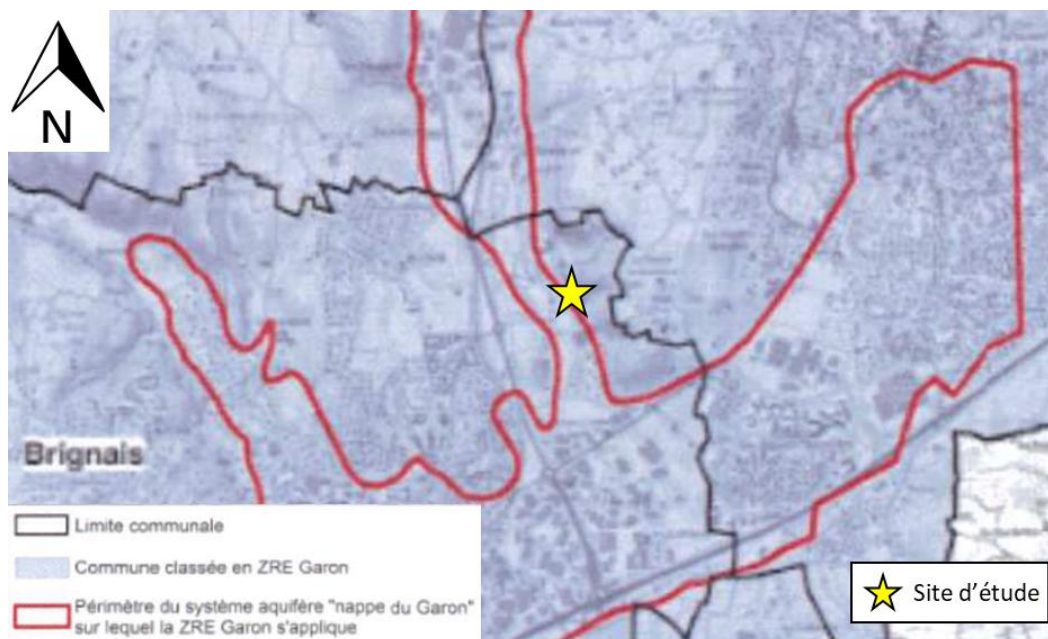 N
Brignais
Limite communale
Commune classée en ZRE Garon
Périmètre du système aquifère "nappe du Garon"
sur lequel la ZRE Garon s'applique
Site d'étude